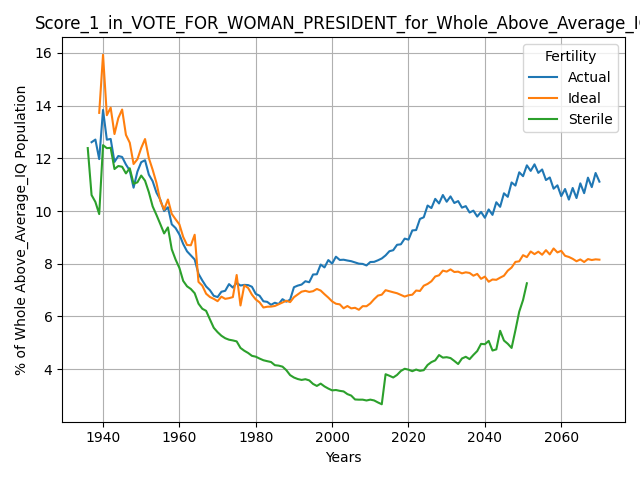 Score_1_in_VOTE_FOR_WOMAN_PRESIDENT_for_Whole_Above_Average_I
Fertility
Actual
Ideal
Sterile
% of Whole Above_Average_IQ Population
16
14
12
10
8
6
4
1940 1960 1980 2000 2020 2040 2060
Years